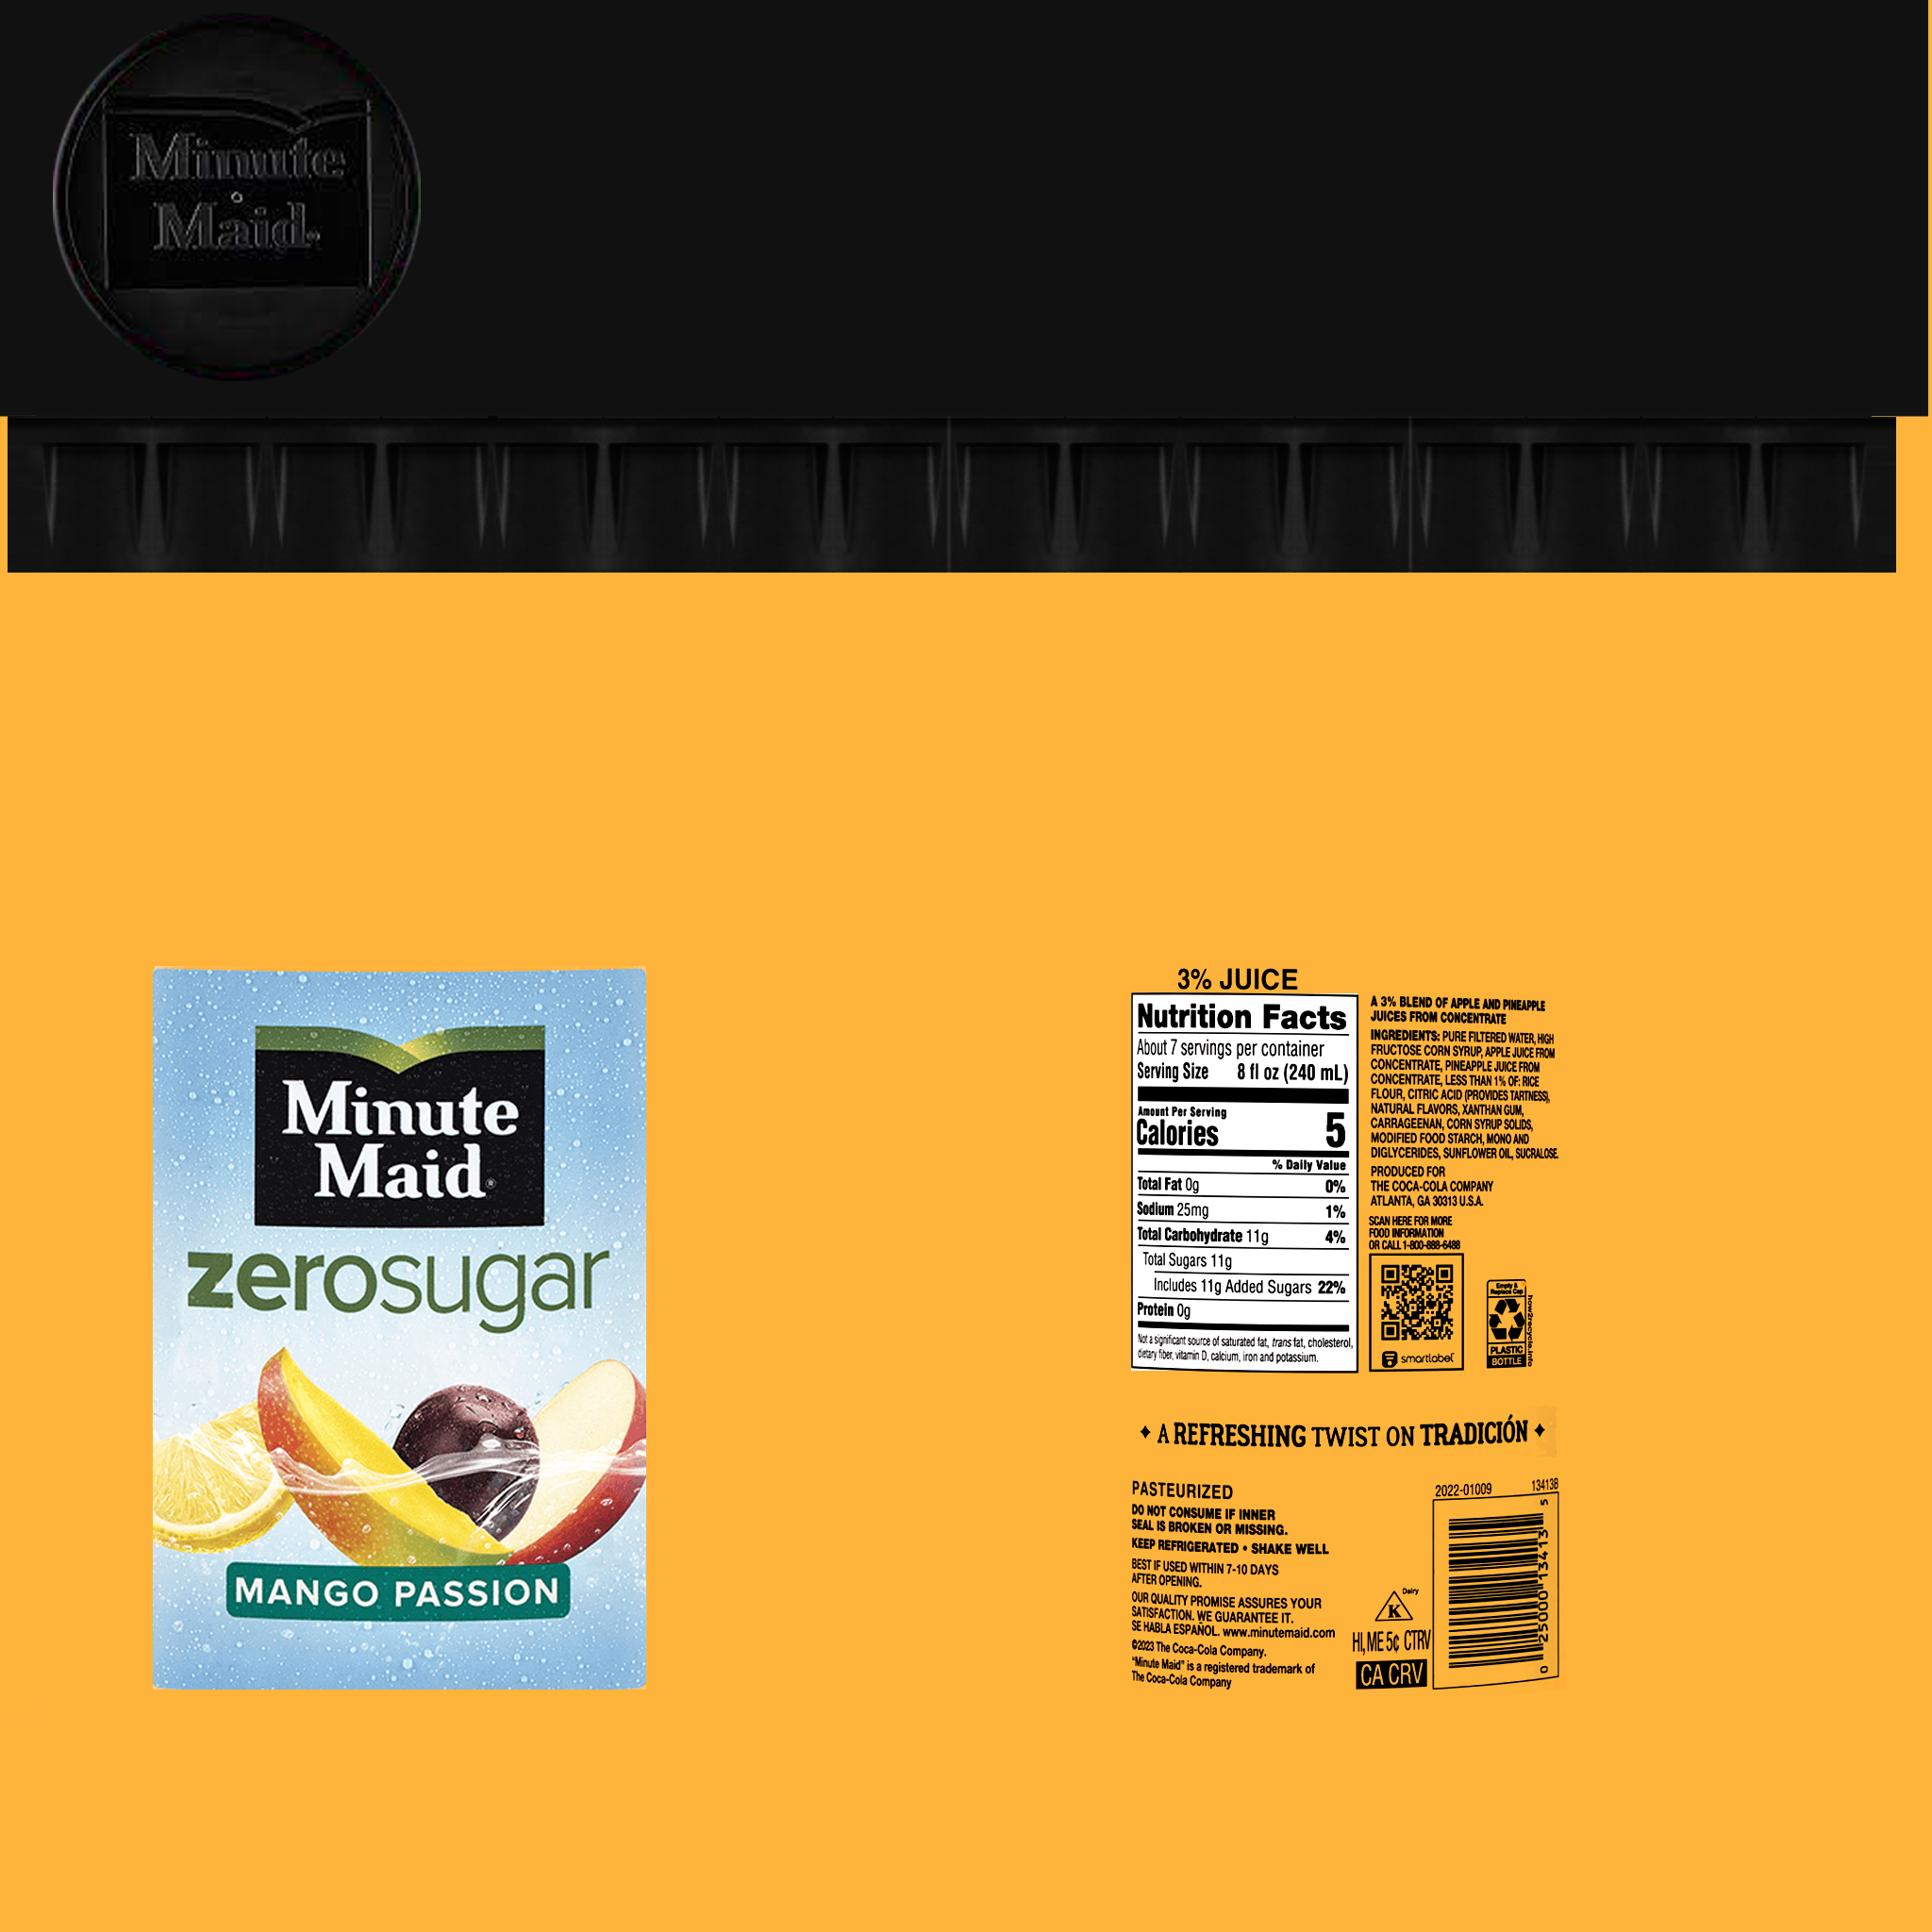 Minute
Maid
Minute
Maid®
zerosugar
MANGO PASSION
3% JUICE
Nutrition Facts
About 7 servings per container
Serving Size 8 fl oz (240 mL)
Amount Per Serving
Calories 5
% Daily Value
Total Fat 0g 0%
Sodium 25mg 1%
Total Carbohydrate 11g 4%
Total Sugars 11g
Includes 11g Added Sugars 22%
Protein 0g
Not a significant source of saturated fat, trans fat, cholesterol,
dietary fiber, vitamin D, calcium, iron and potassium.
A 3% BLEND OF APPLE AND PINEAPPLE
JUICES FROM CONCENTRATE
INGREDIENTS: PURE FILTERED WATER, HIGH
FRUCTOSE CORN SYRUP, APPLE JUICE FROM
CONCENTRATE, PINEAPPLE JUICE FROM
CONCENTRATE, LESS THAN 1% OF: RICE
FLOUR, CITRIC ACID (PROVIDES TARTNESS),
NATURAL FLAVORS, XANTHAN GUM,
CARRAGEENAN, CORN SYRUP SOLIDS,
MODIFIED FOOD STARCH, MONO AND
DIGLYCERIDES, SUNFLOWER OIL, SUCRALOSE.
PRODUCED FOR
THE COCA-COLA COMPANY
ATLANTA, GA 30313 U.S.A.
SCAN HERE FOR MORE
FOOD INFORMATION
OR CALL 1-800-888-6488
smartlabel
Empty &
Replace Cap
PLASTIC
BOTTLE
how2recycle.info
A REFRESHING TWIST ON TRADICIÓN
PASTEURIZED
DO NOT CONSUME IF INNER
SEAL IS BROKEN OR MISSING.
KEEP REFRIGERATED • SHAKE WELL
BEST IF USED WITHIN 7-10 DAYS
AFTER OPENING.
OUR QUALITY PROMISE ASSURES YOUR
SATISFACTION. WE GUARANTEE IT.
SE HABLA ESPAÑOL. www.minutemaid.com
©2023 The Coca-Cola Company.
"Minute Maid" is a registered trademark of
The Coca-Cola Company
Dairy
K
HI, ME 5¢ CTRV
CA CRV
2022-01009 134138
0 25000 13413 5